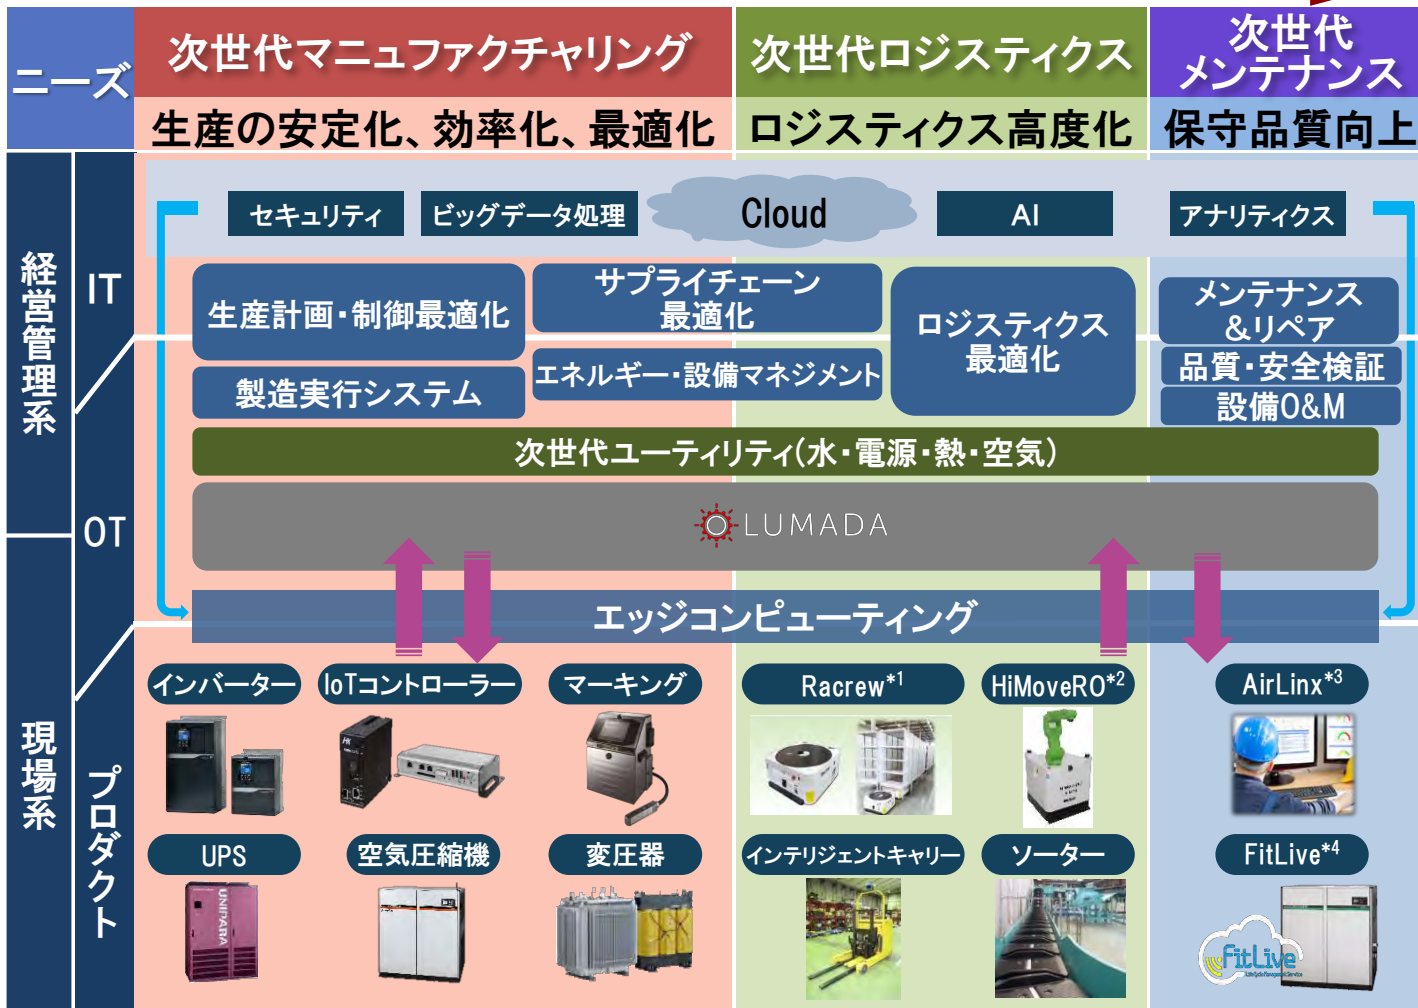 ニーズ
次世代マニュファクチャリング
次世代ロジスティクス
次世代
メンテナンス
生産の安定化、効率化、最適化
ロジスティクス高度化
保守品質向上
経営管理系
IT
OT
現場系
プロダクト
セキュリティ
ビッグデータ処理
Cloud
AI
アナリティクス
生産計画・制御最適化
サプライチェーン
最適化
ロジスティクス
最適化
メンテナンス
&リペア
製造実行システム
エネルギー・設備マネジメント
品質・安全検証
設備O&M
次世代ユーティリティ(水・電源・熱・空気)
LUMADA
エッジコンピューティング
インバーター
IoTコントローラー
マーキング
Racrew*1
HiMoveRO*2
AirLinx*3
UPS
空気圧縮機
変圧器
インテリジェントキャリー
ソーター
FitLive*4
UNIPARA
FitLive